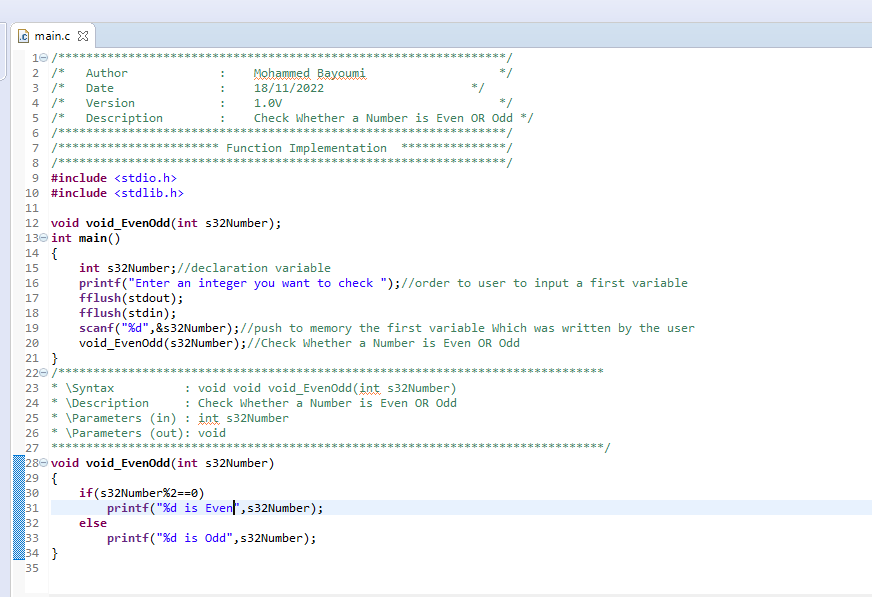 main.c
1 /****************************************************************/
2 /* Author : Mohammed Bayoumi */
3 /* Date : 18/11/2022 */
4 /* Version : 1.0V */
5 /* Description : Check Whether a Number is Even OR Odd */
6 /****************************************************************/
7 /*********************** Function Implementation ***************/
8 /****************************************************************/
9 #include <stdio.h>
10 #include <stdlib.h>
11
12 void void_EvenOdd(int s32Number);
13 int main()
14 {
15 int s32Number;//declaration variable
16 printf("Enter an integer you want to check ");//order to user to input a first variable
17 fflush(stdout);
18 fflush(stdin);
19 scanf("%d",&s32Number);//push to memory the first variable Which was written by the user
20 void_EvenOdd(s32Number);//Check Whether a Number is Even OR Odd
21 }
22 /******************************************************************************
23 * \Syntax : void void void_EvenOdd(int s32Number)
24 * \Description : Check Whether a Number is Even OR Odd
25 * \Parameters (in) : int s32Number
26 * \Parameters (out): void
27 *******************************************************************************/
28 void void_EvenOdd(int s32Number)
29 {
30 if(s32Number%2==0)
31 printf("%d is Even",s32Number);
32 else
33 printf("%d is Odd",s32Number);
34 }
35